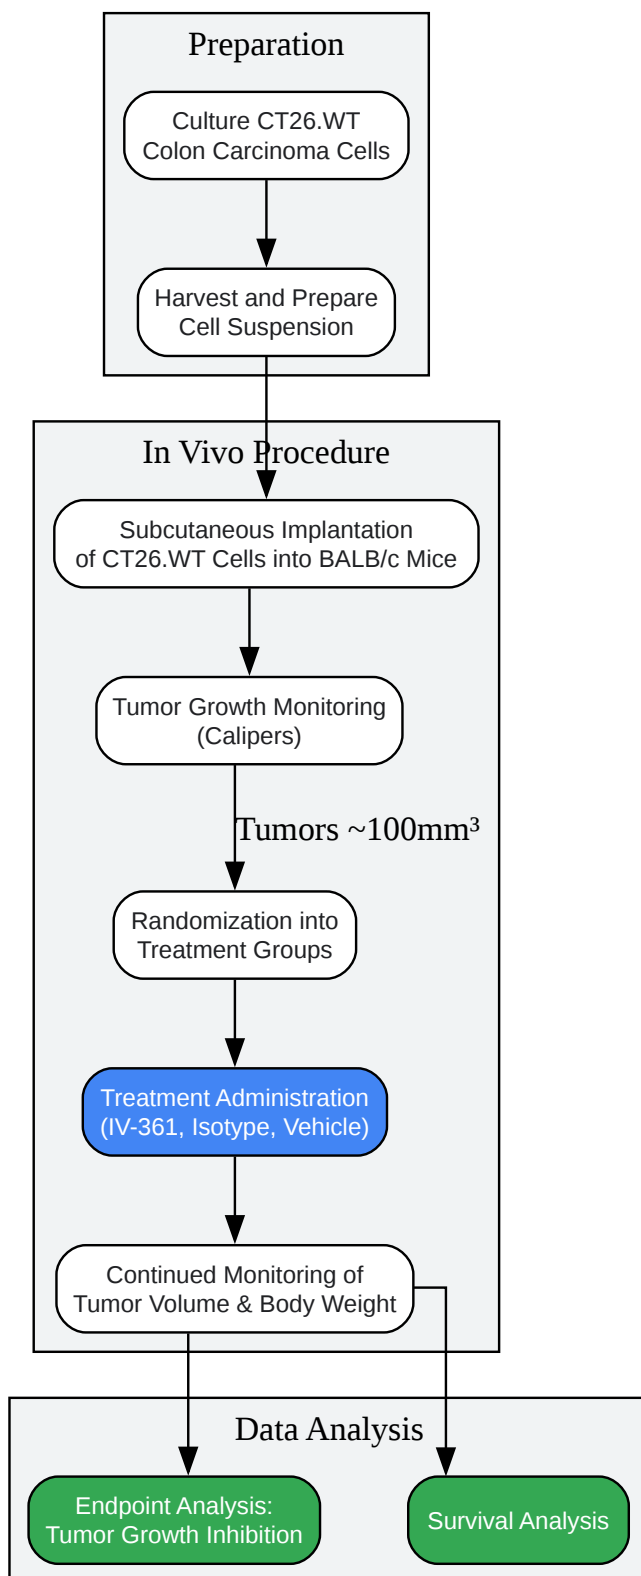 Preparation
Culture CT26.WT
Colon Carcinoma Cells
Harvest and Prepare
Cell Suspension
In Vivo Procedure
Subcutaneous Implantation
of CT26.WT Cells into BALB/c Mice
Tumor Growth Monitoring
(Calipers)
Tumors ~100mm³
Randomization into
Treatment Groups
Treatment Administration
(IV-361, Isotype, Vehicle)
Continued Monitoring of
Tumor Volume & Body Weight
Data Analysis
Endpoint Analysis:
Tumor Growth Inhibition
Survival Analysis